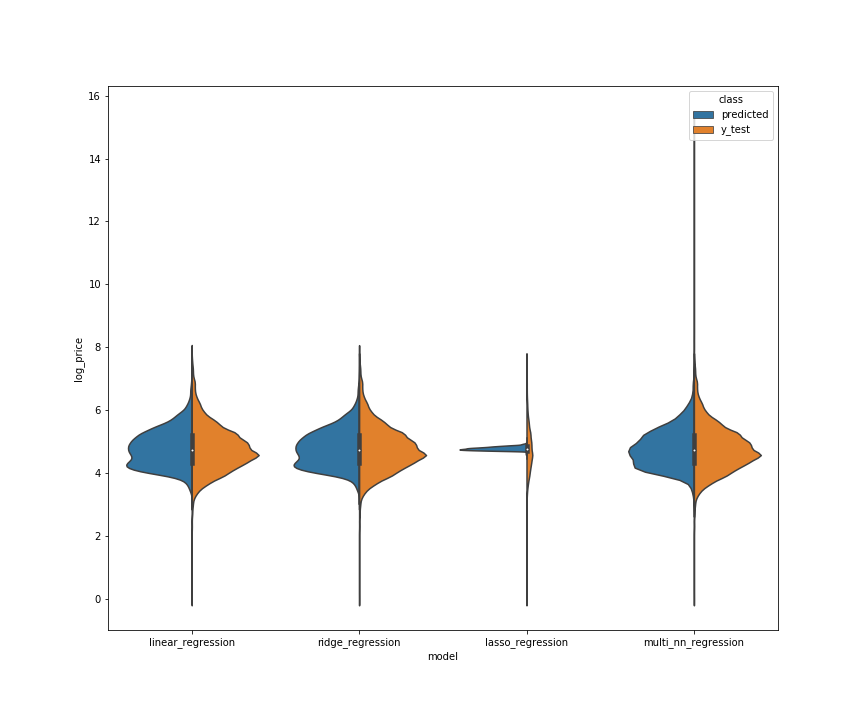 16
14
12
10
8
6
4
2
0
log_price
class
predicted
y_test
linear_regression
ridge_regression
lasso_regression
multi_nn_regression
model